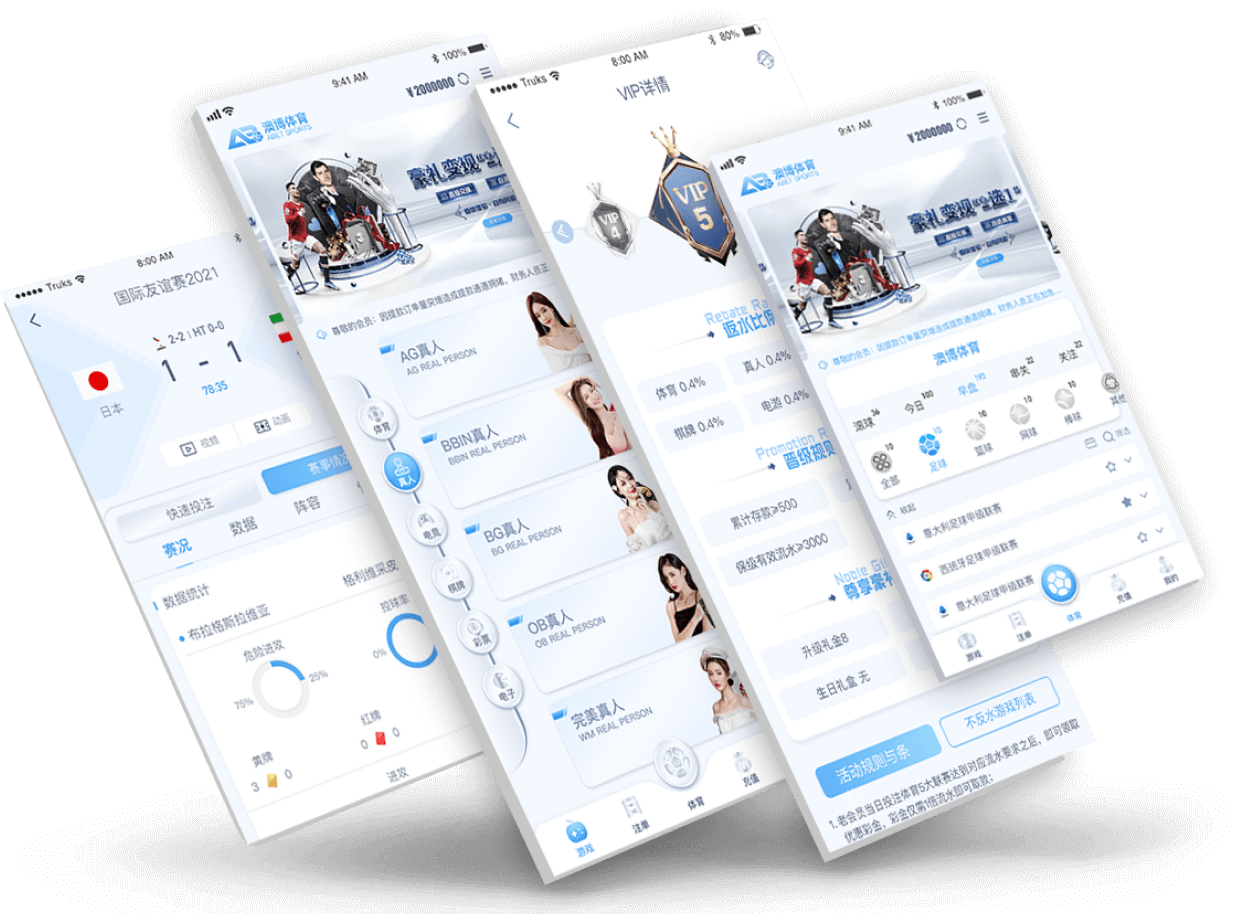 Truks
8:00 AM
国际友谊赛2021
2-2 | HT 0-0
1 - 1
78:35
日本
视频
动画
快速投注
赛事情况
赛况
数据
阵容
数据统计
布拉格斯拉维亚
格利维采皮
危险进攻
控球率
75%
25%
0%
黄牌
红牌
3
0
0
0
进攻
9:41 AM
100%
¥2000000
澳博体育
ABET SPORTS
豪礼变现
尊敬的会员：因提款订单量突增造成提款通道拥堵，财务人员正
体育
真人
电竞
棋牌
彩票
电子
AG真人
AG REAL PERSON
BBIN真人
BBIN REAL PERSON
BG真人
BG REAL PERSON
OB真人
OB REAL PERSON
完美真人
WM REAL PERSON
游戏
注单
体育
充值
Truks
8:00 AM
80%
VIP详情
VIP
4
VIP
5
Rebate Ra
返水比例
体育 0.4%
真人 0.4%
棋牌 0.4%
电游 0.4%
Promotion R
晋级规则
累计存款≥500
保级有效流水≥3000
Noble Gi
尊享豪礼
升级礼金8
生日礼盒 无
活动规则与条
不反水游戏列表
1. 老会员当日投注体育5大联赛达到对应流水要求之后，即可领取
优惠彩金，彩金仅需1倍流水即可取款；
9:41 AM
100%
¥2000000
澳博体育
ABET SPORTS
豪礼变现 选1
尊敬的会员：因提款订单量突增造成提款通道拥堵，财务人员正在加急...
澳博体育
滚球 36
今日 100
早盘 193
串关 22
关注 22
10
全部
10
足球
10
篮球
10
网球
10
棒球
其他
收起
筛选
意大利足球甲级联赛
西班牙足球甲级联赛
意大利足球甲级联赛
游戏
注单
体育
充值
我的